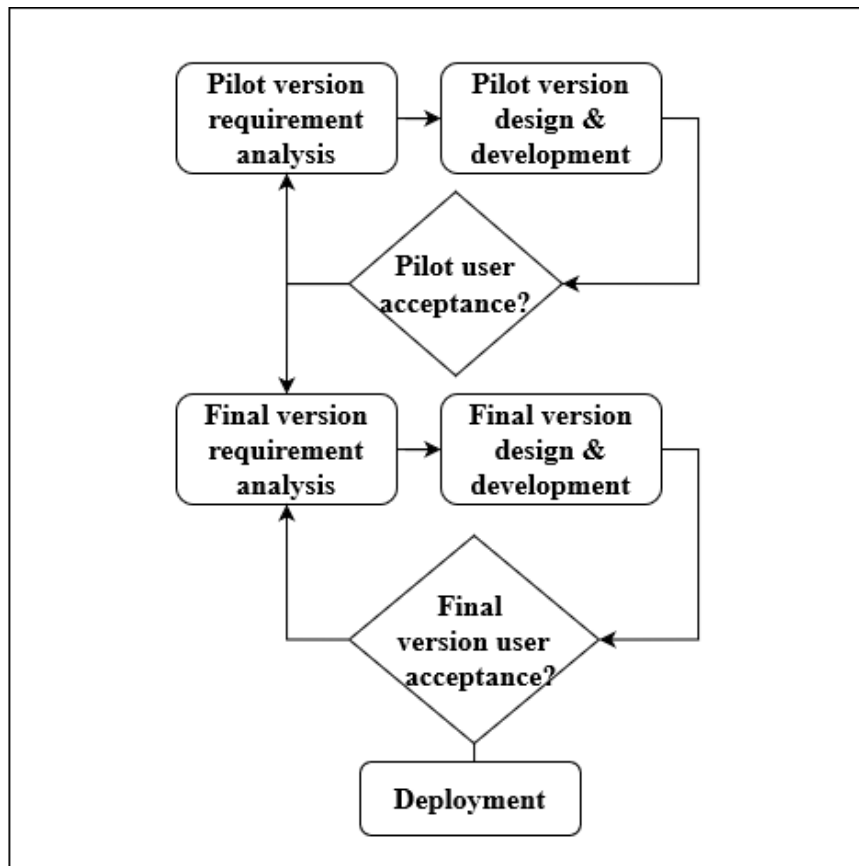 Pilot version
requirement
analysis
Pilot version
design &
development
Pilot user
acceptance?
Final version
requirement
analysis
Final version
design &
development
Final
version user
acceptance?
Deployment